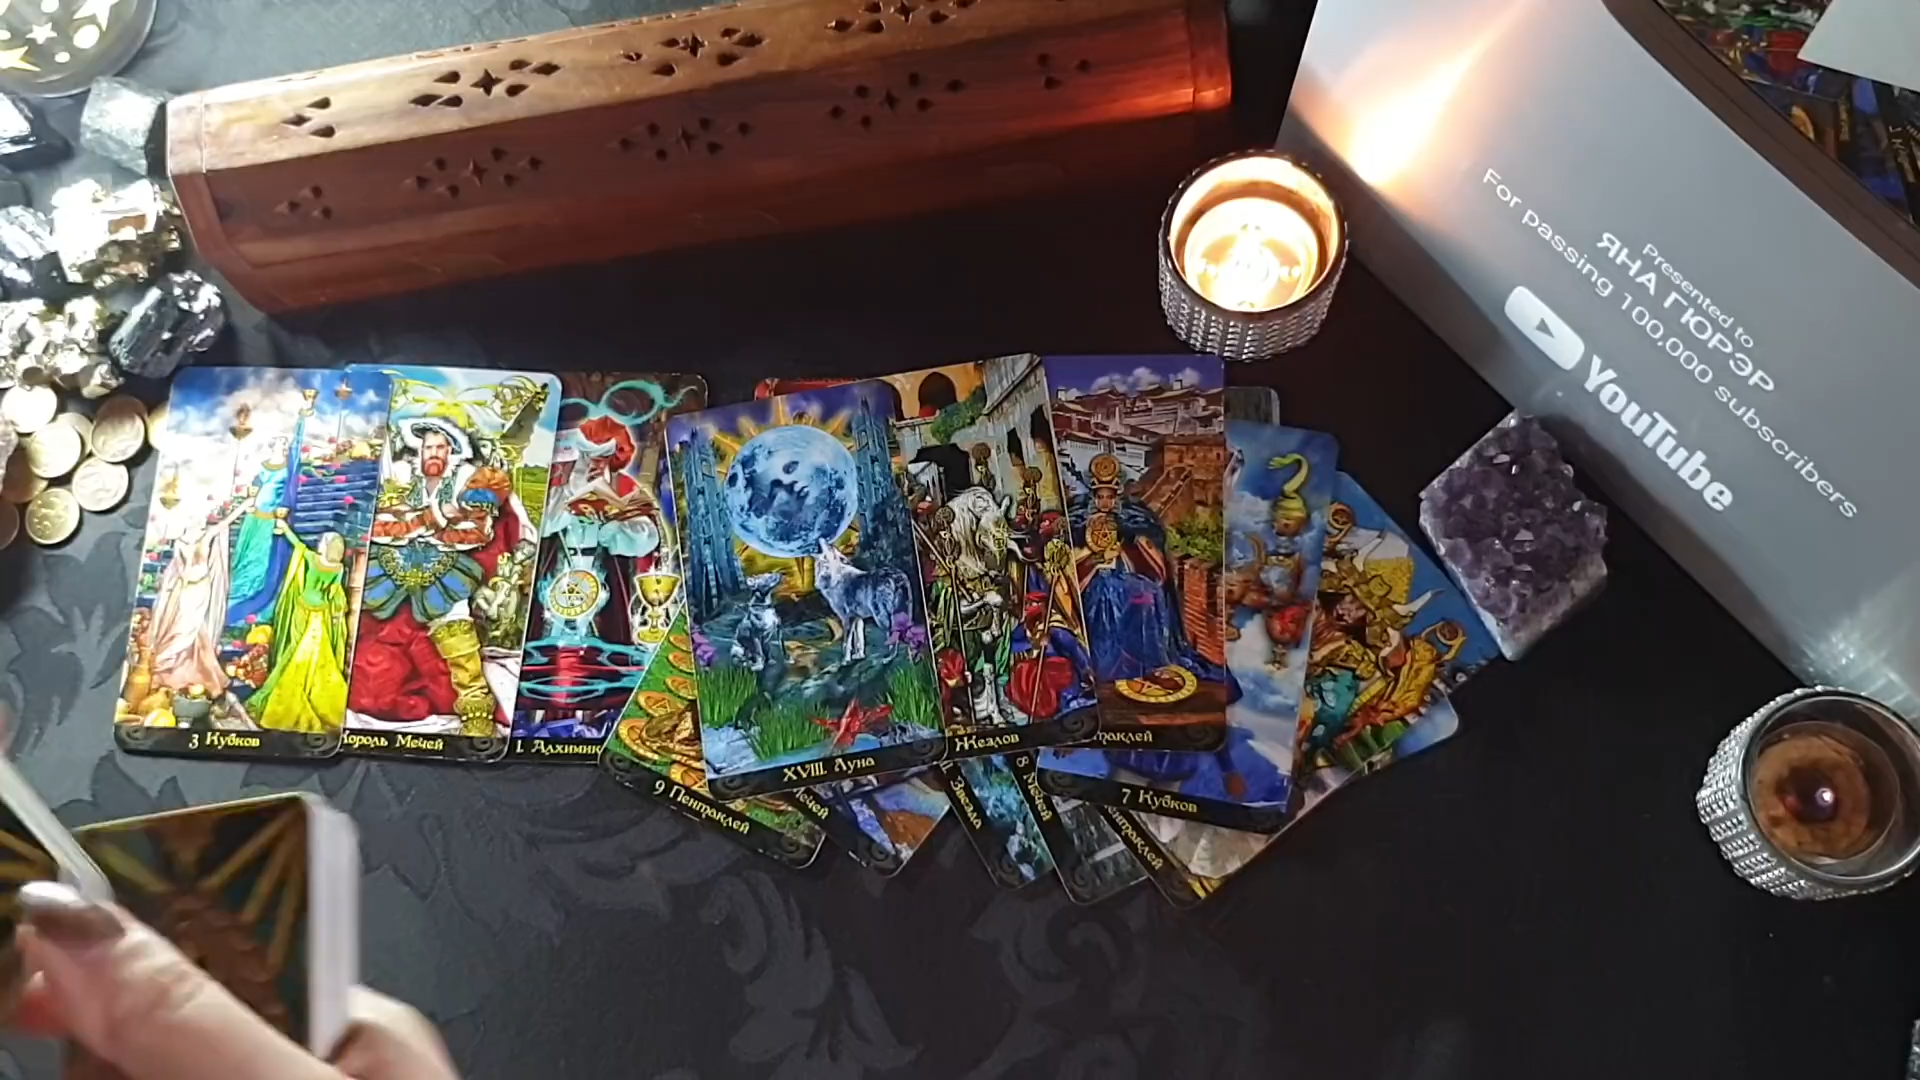 Presented to
ЯНА ГЮРЭР
For passing 100,000 subscribers
YouTube
3 Кубков
Король Мечей
I. Алхимик
XVIII. Луна
Жезлов
7 Кубков
9 Пентаклей
Мечей
Звезда
8 Мечей